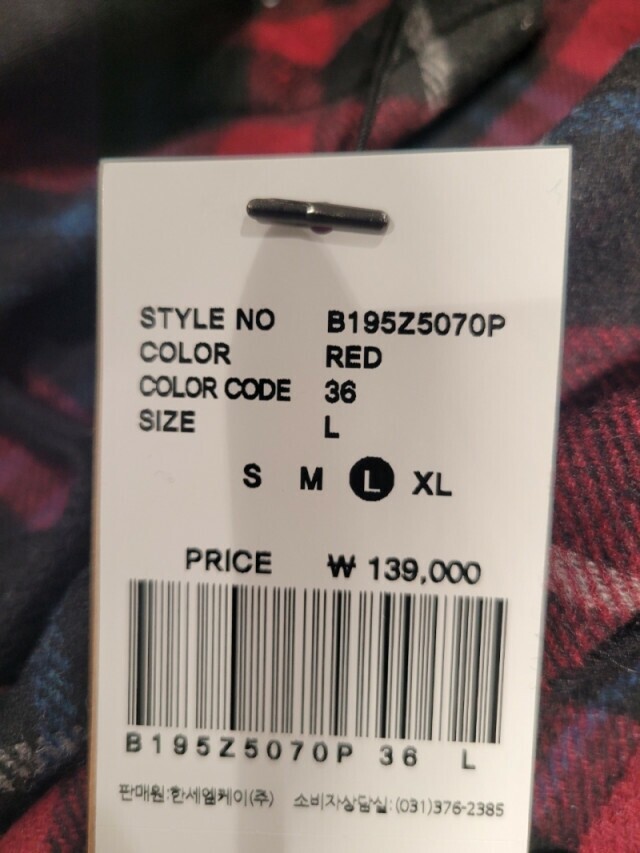 STYLE NO B195Z5070P
COLOR RED
COLOR CODE 36
SIZE L
S M L XL
PRICE ₩ 139,000
B195Z5070P 36 L
판매원:한세엠케이(주) 소비자상담실:(031)376-2385